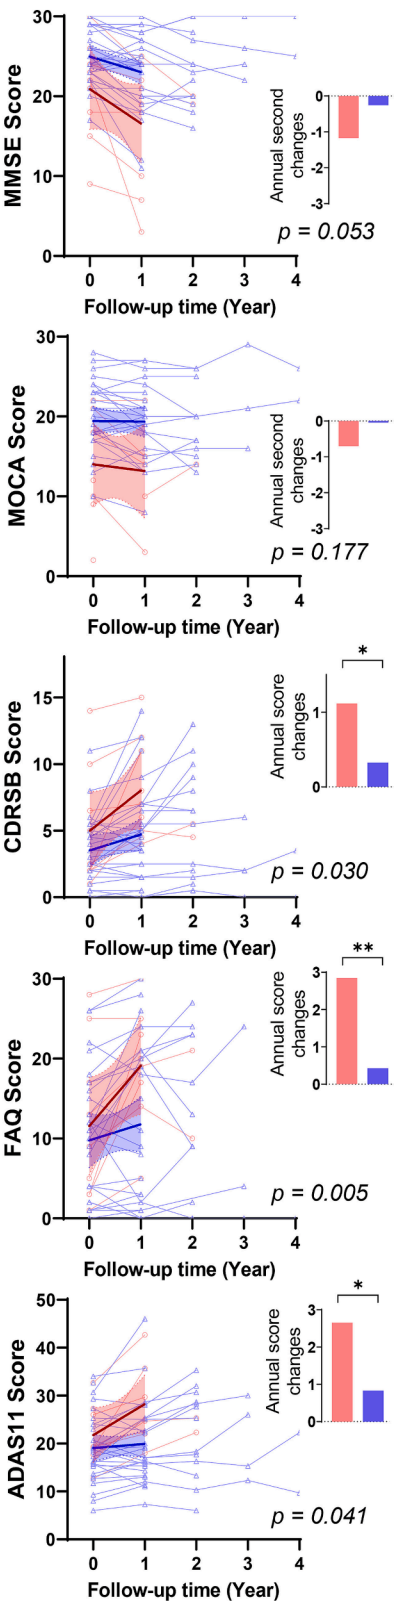 MMSE Score
30
20
10
0
0 1 2 3 4
Follow-up time (Year)
Annual second
changes
0
-1
-2
-3
p = 0.053
MOCA Score
30
20
10
0
0 1 2 3 4
Follow-up time (Year)
Annual second
changes
0
-1
-2
-3
p = 0.177
CDRSB Score
15
10
5
0
0 1 2 3 4
Follow-up time (Year)
Annual score
changes
1
0
*
p = 0.030
FAQ Score
30
20
10
0
0 1 2 3 4
Follow-up time (Year)
Annual score
changes
3
2
1
0
**
p = 0.005
ADAS11 Score
50
40
30
20
10
0
0 1 2 3 4
Follow-up time (Year)
Annual score
changes
3
2
1
0
*
p = 0.041